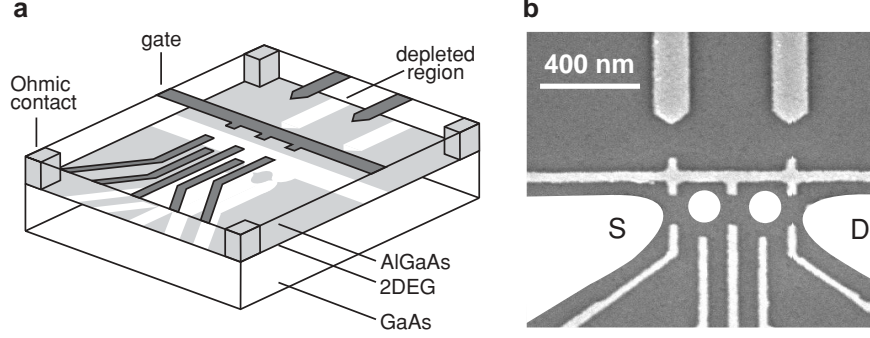 a
gate
Ohmic
contact
depleted
region
AlGaAs
2DEG
GaAs
b
400 nm
S
D